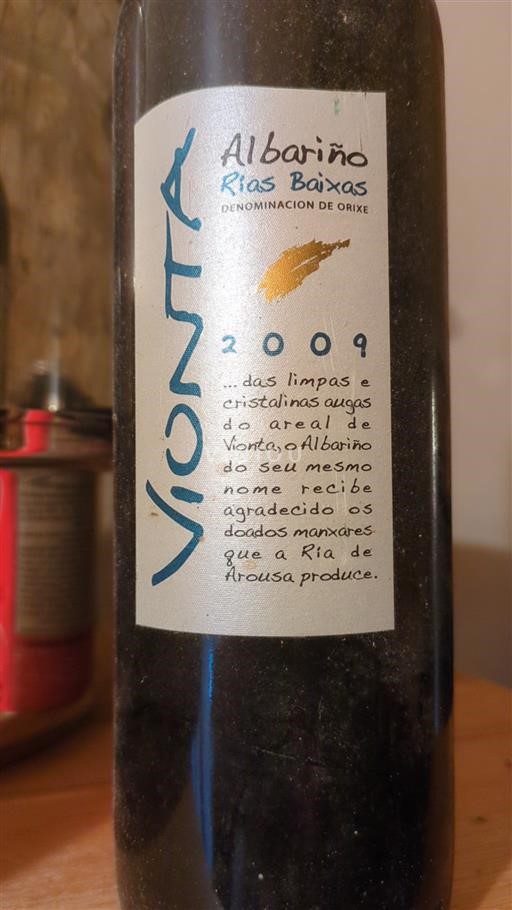 VIONTA
Albariño
Rías Baixas
DENOMINACION DE ORIXE
2009
...das limpas e
cristalinas augas
do areal de
Vionta, o Albariño
do seu mesmo
nome recibe
agradecido os
doados manxares
que a Ría de
Arousa produce.